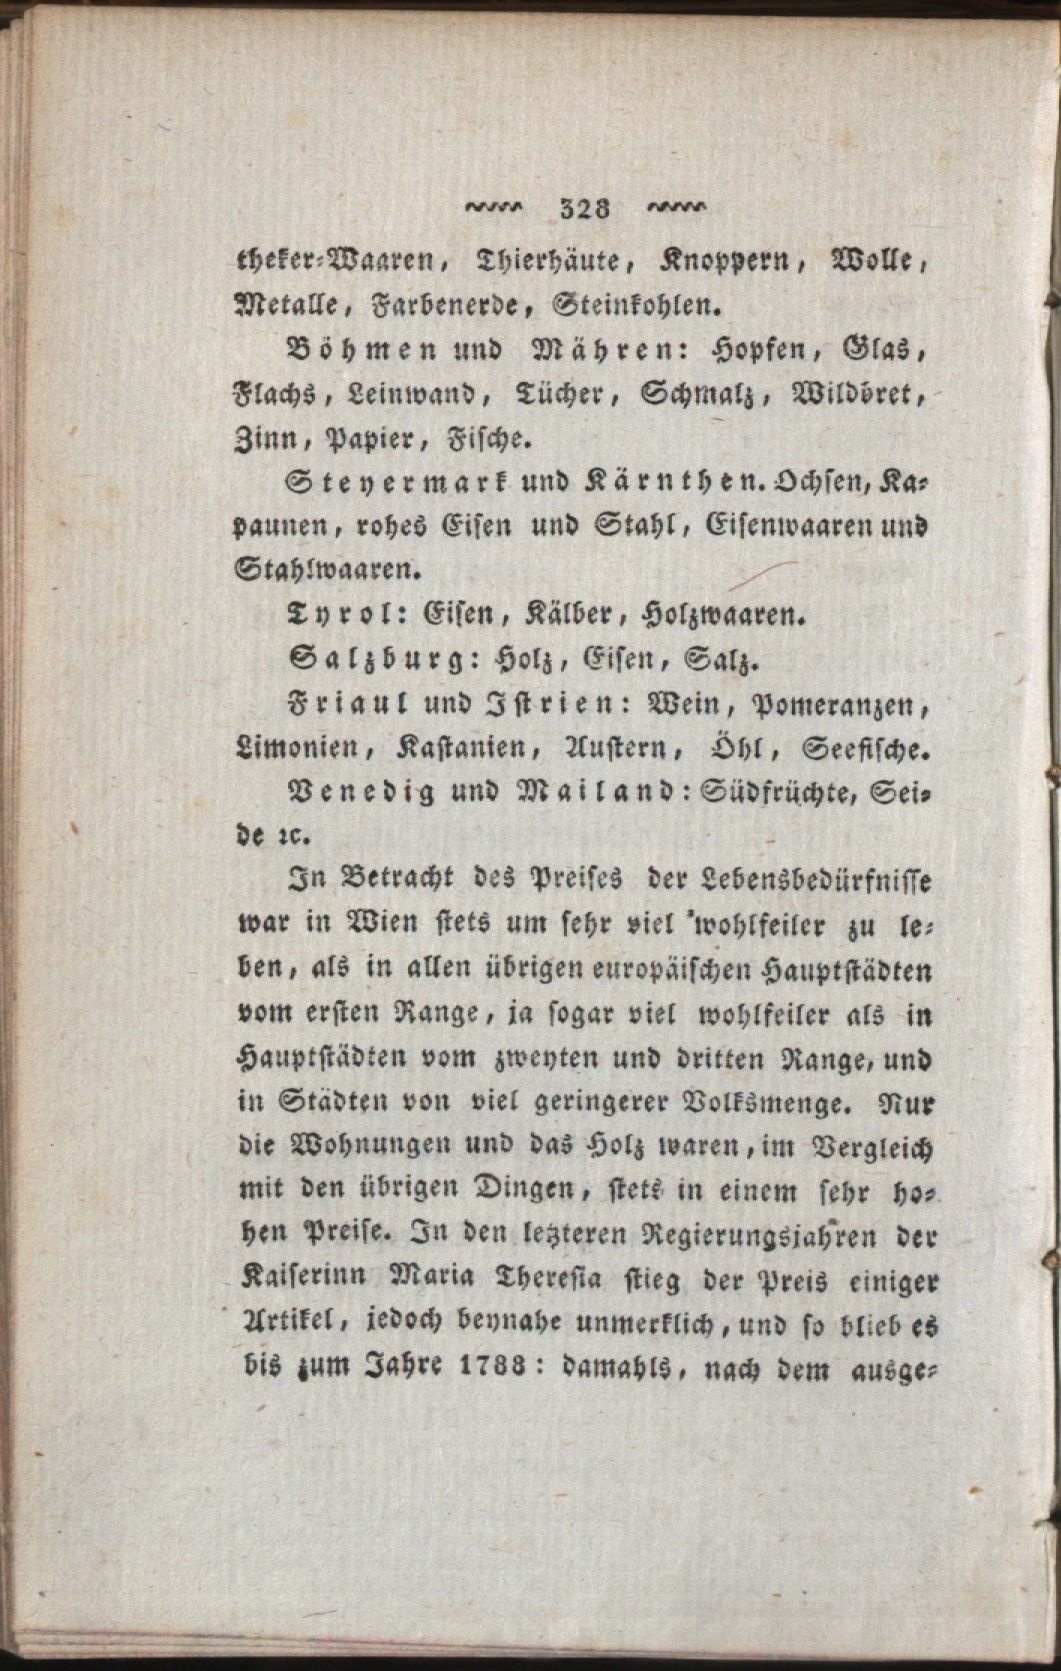 328
theker-Waaren, Thierhäute, Knoppern, Wolle,
Metalle, Farbenerde, Steinkohlen.
Böhmen und Mähren: Hopfen, Glas,
Flachs, Leinwand, Tücher, Schmalz, Wildbret,
Zinn, Papier, Fische.
Steyermark und Kärnthen. Ochsen, Ka-
paunen, rohes Eisen und Stahl, Eisenwaaren und
Stahlwaaren.
Tyrol: Eisen, Kälber, Holzwaaren.
Salzburg: Holz, Eisen, Salz.
Friaul und Istrien: Wein, Pomeranzen,
Limonien, Kastanien, Austern, Öhl, Seefische.
Venedig und Mailand: Südfrüchte, Sei-
de ꝛc.
In Betracht des Preises der Lebensbedürfnisse
war in Wien stets um sehr viel wohlfeiler zu le-
ben, als in allen übrigen europäischen Hauptstädten
vom ersten Range, ja sogar viel wohlfeiler als in
Hauptstädten vom zweyten und dritten Range, und
in Städten von viel geringerer Volksmenge. Nur
die Wohnungen und das Holz waren, im Vergleich
mit den übrigen Dingen, stets in einem sehr ho-
hen Preise. In den letzteren Regierungsjahren der
Kaiserinn Maria Theresia stieg der Preis einiger
Artikel, jedoch beynahe unmerklich, und so blieb es
bis zum Jahre 1788: damahls, nach dem ausge-